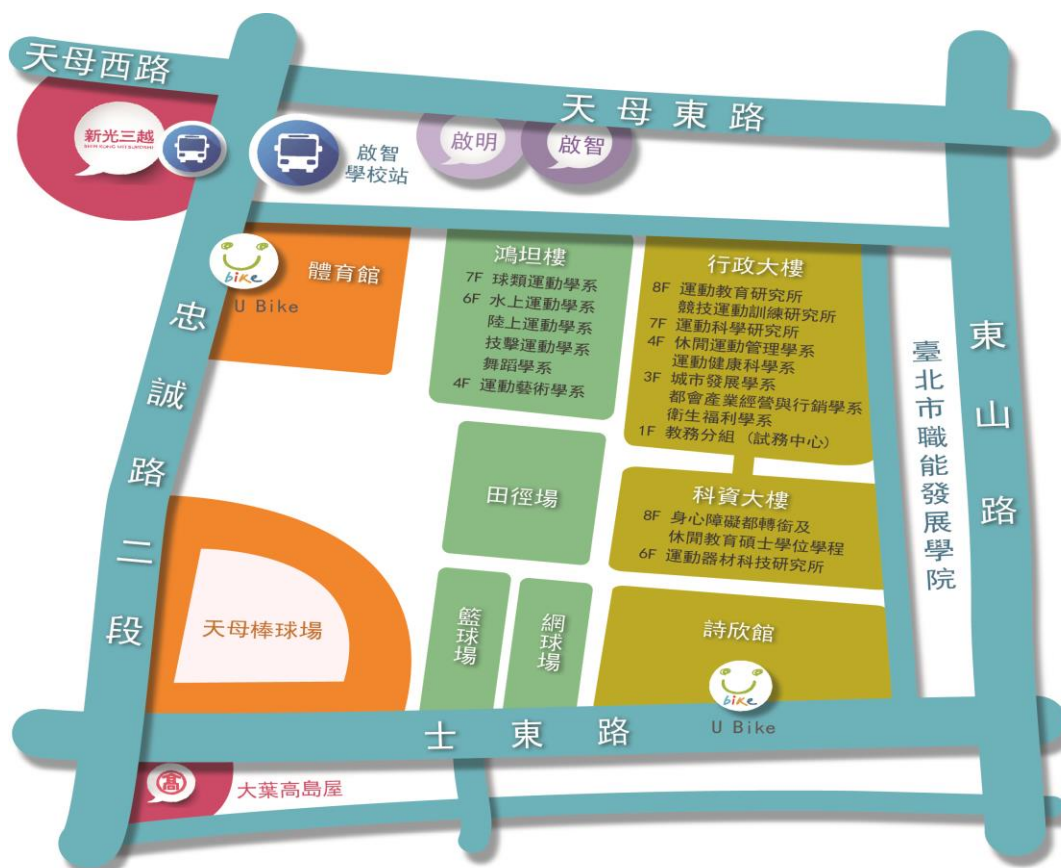 天母西路
天母東路
新光三越
啟智
學校站
啟明
啟智
bike
U Bike
體育館
忠誠路二段
鴻坦樓
7F 球類運動學系
6F 水上運動學系
陸上運動學系
技擊運動學系
舞蹈學系
4F 運動藝術學系
行政大樓
8F 運動教育研究所
競技運動訓練研究所
7F 運動科學研究所
4F 休閒運動管理學系
運動健康科學系
3F 城市發展學系
都會產業經營與行銷學系
衛生福利學系
1F 教務分組 (試務中心)
臺北市職能發展學院
東山路
田徑場
科資大樓
8F 身心障礙都轉銜及
休閒教育碩士學位學程
6F 運動器材科技研究所
天母棒球場
籃球場
網球場
詩欣館
bike
U Bike
士東路
高
大葉高島屋